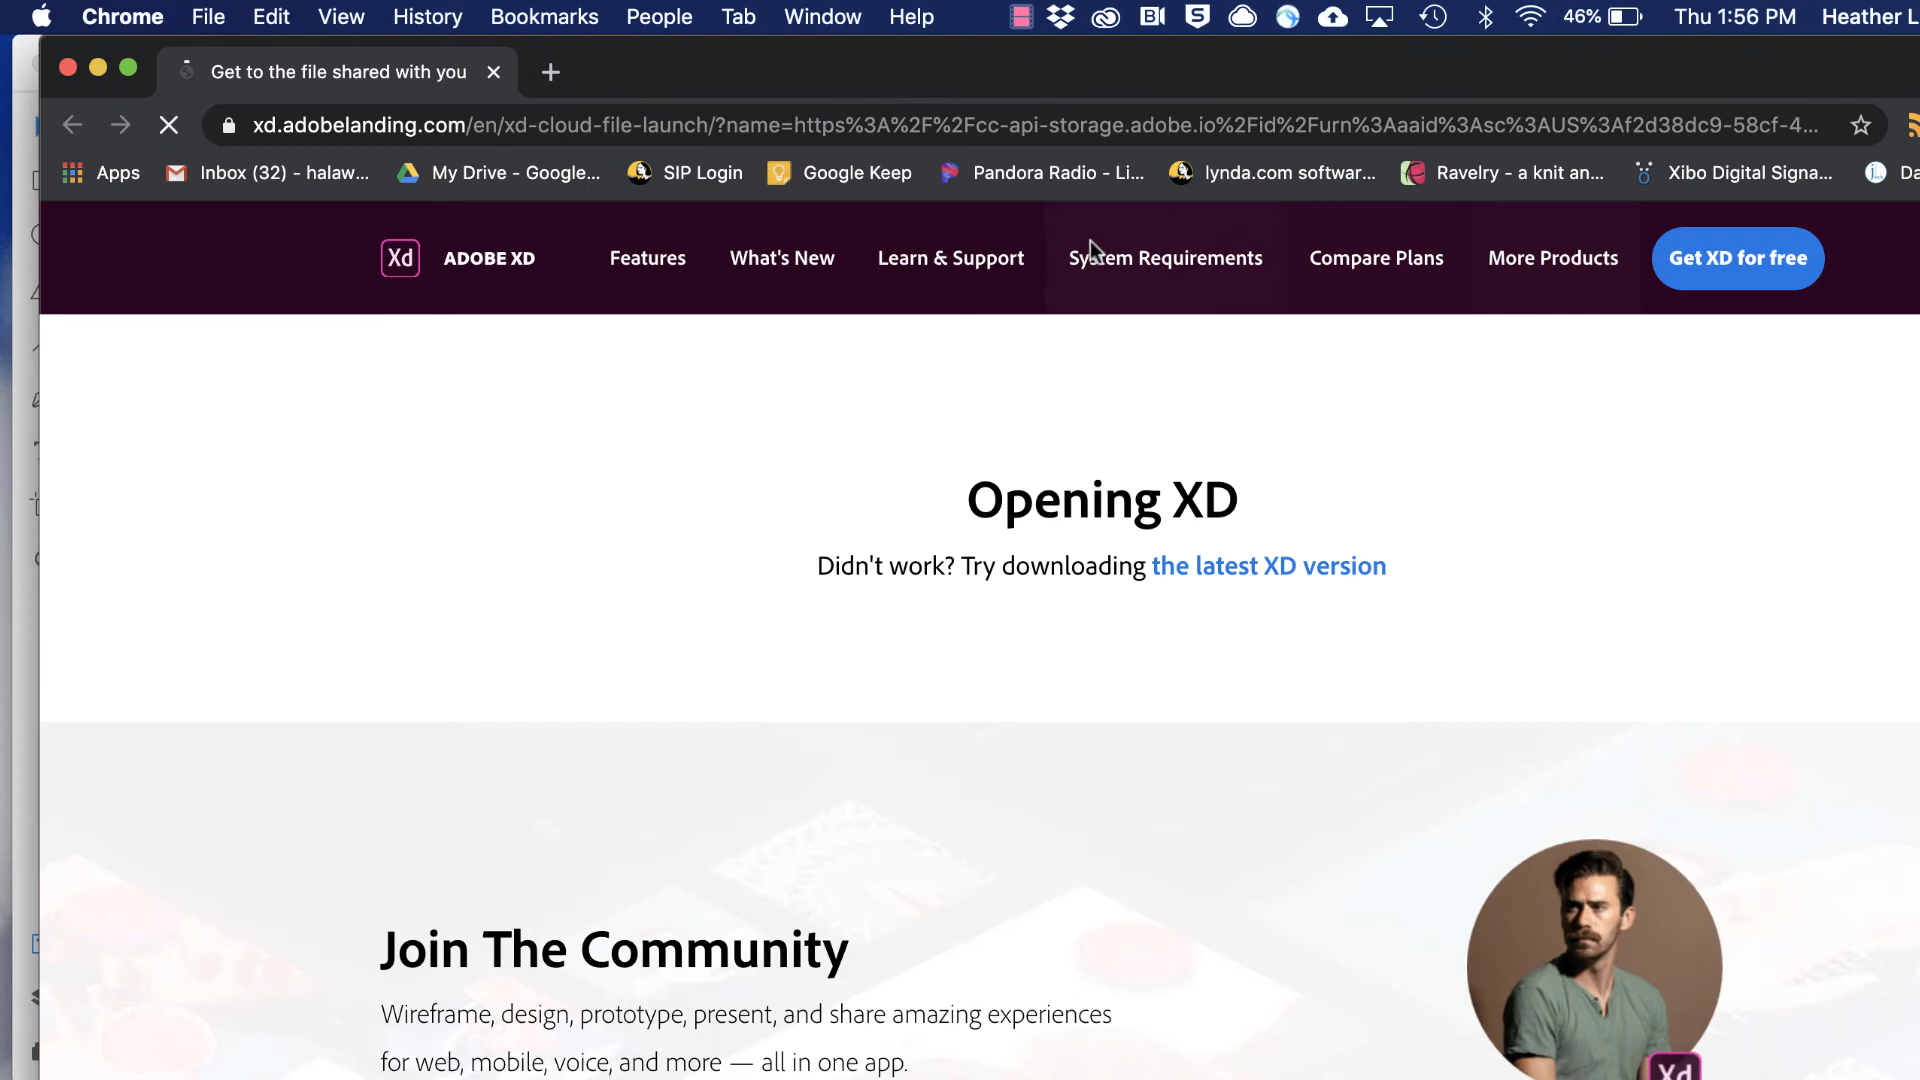 Chrome File Edit View History Bookmarks People Tab Window Help 46% Thu 1:56 PM Heather L
Get to the file shared with you
xd.adobelanding.com/en/xd-cloud-file-launch/?name=https%3A%2F%2Fcc-api-storage.adobe.io%2Fid%2Furn%3Aaaid%3Asc%3AUS%3Af2d38dc9-58cf-4...
Apps Inbox (32) - halaw... My Drive - Google... SIP Login Google Keep Pandora Radio - Li... lynda.com softwar... Ravelry - a knit an... Xibo Digital Signa... Da
Xd ADOBE XD Features What's New Learn & Support System Requirements Compare Plans More Products Get XD for free
Opening XD
Didn't work? Try downloading the latest XD version
Join The Community
Wireframe, design, prototype, present, and share amazing experiences
for web, mobile, voice, and more — all in one app.
Xd